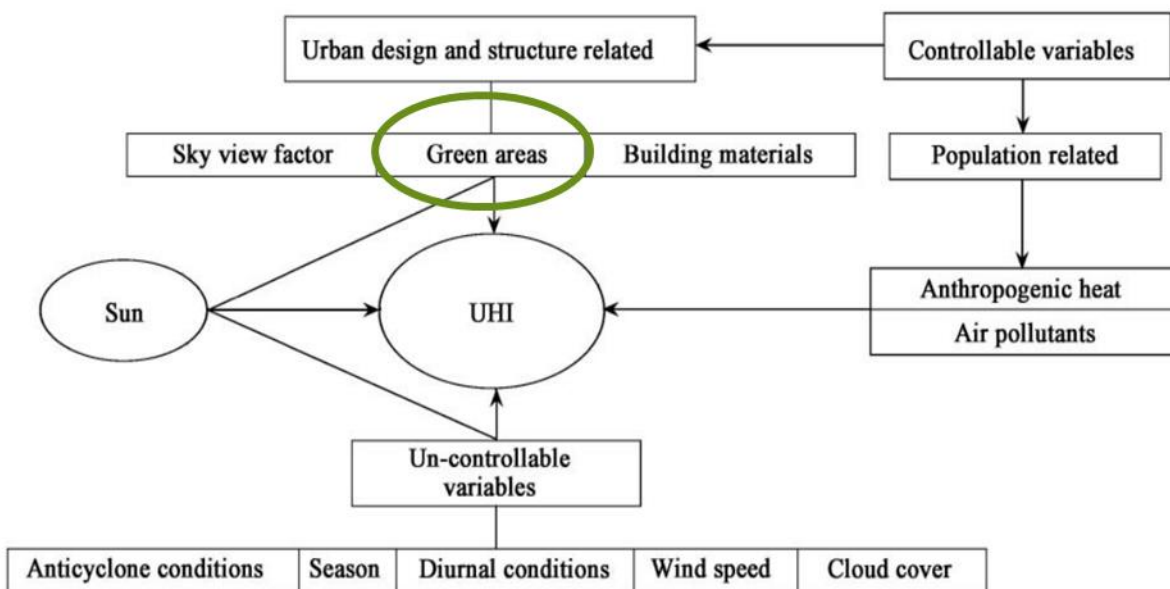 Urban design and structure related
Controllable variables
Sky view factor
Green areas
Building materials
Population related
Sun
UHI
Anthropogenic heat
Air pollutants
Un-controllable
variables
Anticyclone conditions
Season
Diurnal conditions
Wind speed
Cloud cover